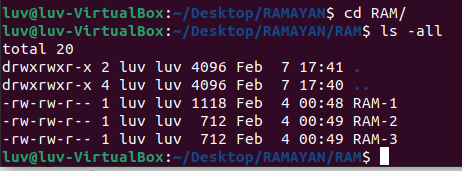 luv@luv-VirtualBox:~/Desktop/RAMAYAN$ cd RAM/
luv@luv-VirtualBox:~/Desktop/RAMAYAN/RAM$ ls -all
total 20
drwxrwxr-x 2 luv luv 4096 Feb  7 17:41 .
drwxrwxr-x 4 luv luv 4096 Feb  7 17:40 ..
-rw-rw-r-- 1 luv luv 1118 Feb  4 00:48 RAM-1
-rw-rw-r-- 1 luv luv  712 Feb  4 00:49 RAM-2
-rw-rw-r-- 1 luv luv  712 Feb  4 00:49 RAM-3
luv@luv-VirtualBox:~/Desktop/RAMAYAN/RAM$